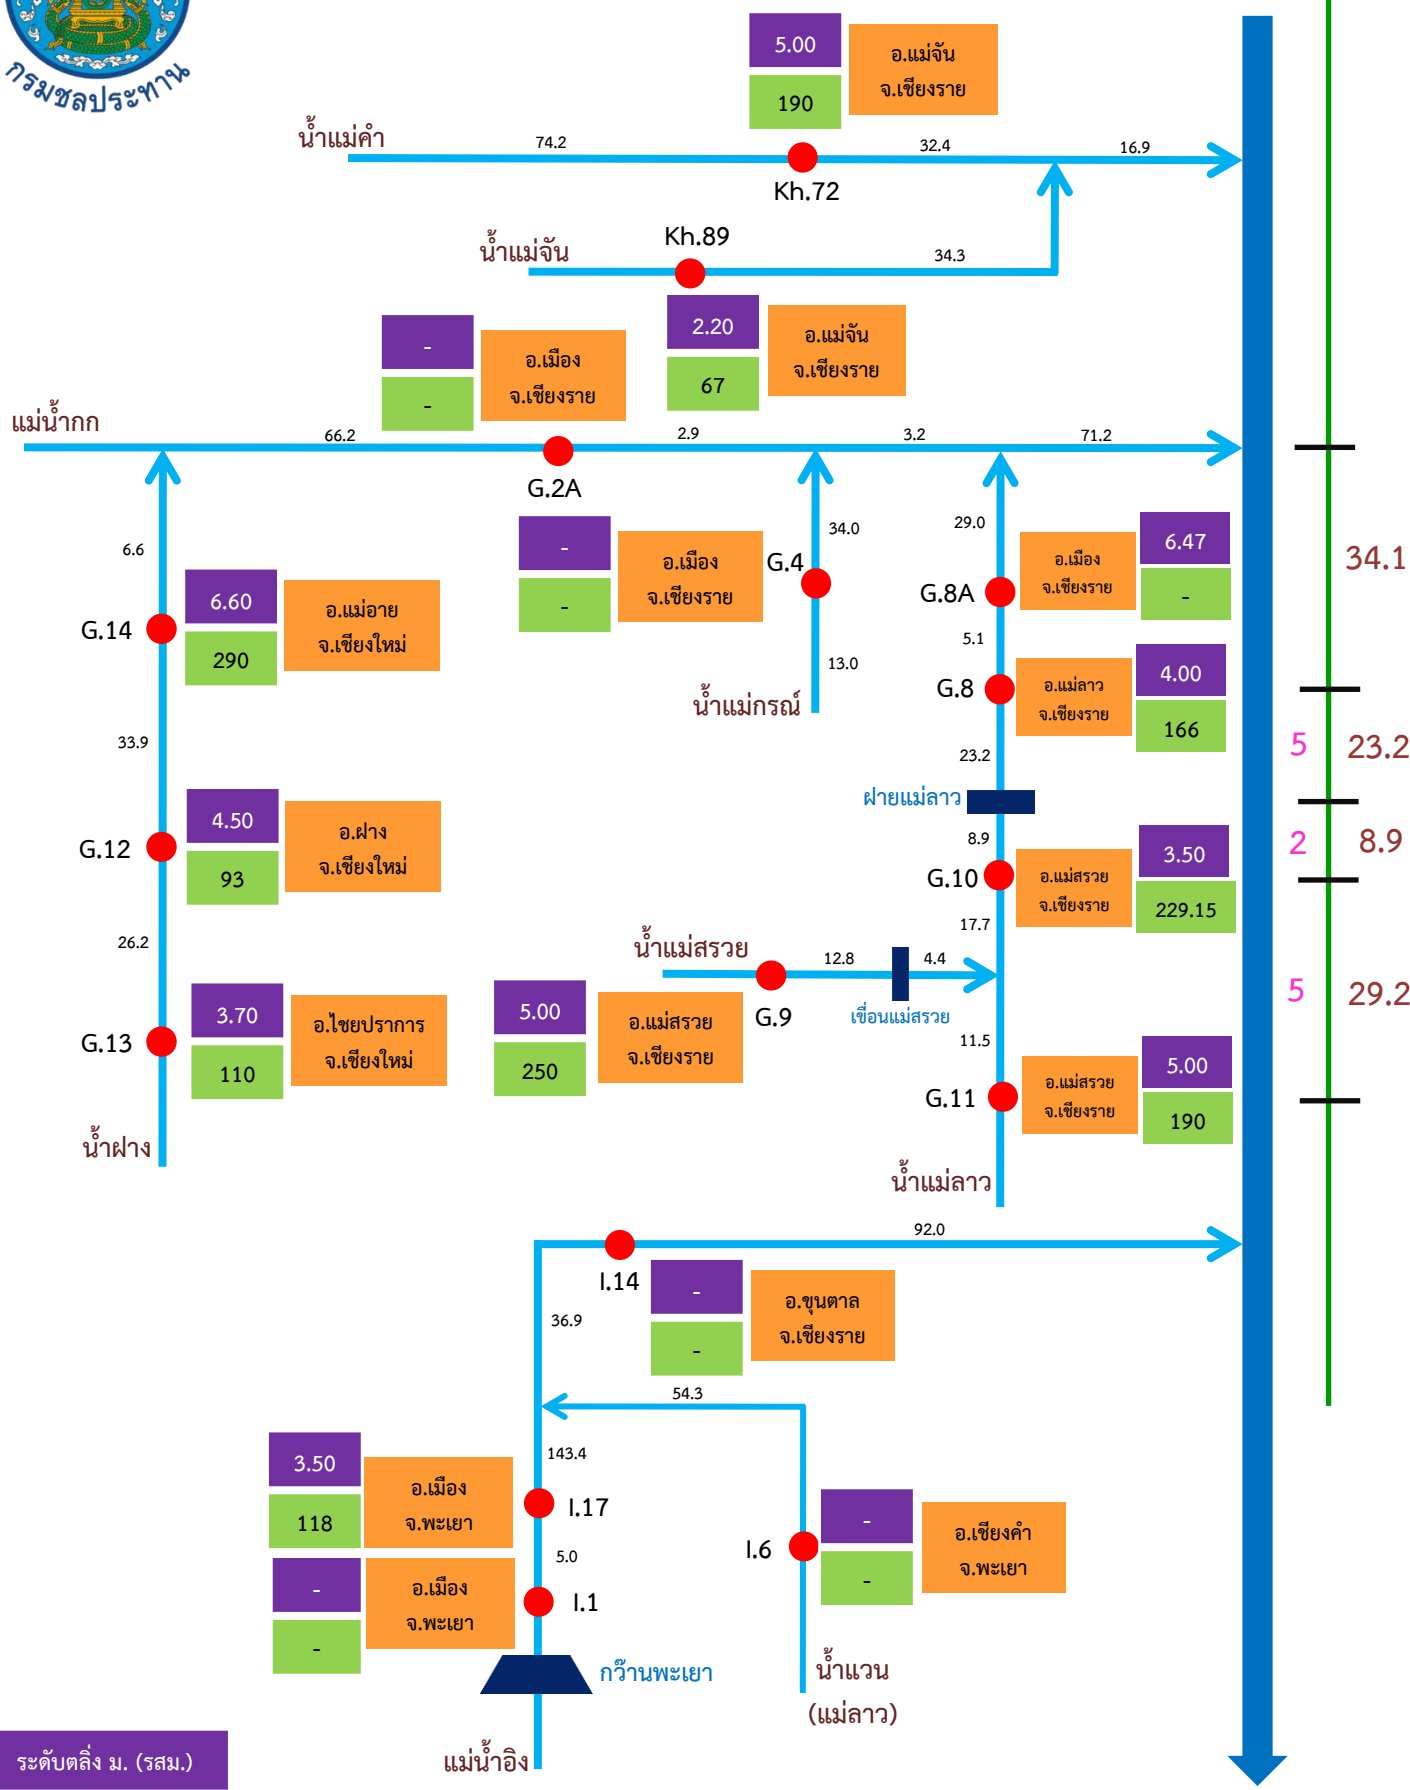 กรมชลประทาน
5.00
190
อ.แม่จัน
จ.เชียงราย
น้ำแม่คำ
74.2
32.4
16.9
Kh.72
น้ำแม่จัน
Kh.89
34.3
2.20
67
อ.แม่จัน
จ.เชียงราย
-
-
อ.เมือง
จ.เชียงราย
แม่น้ำกก
66.2
2.9
3.2
71.2
G.2A
6.6
-
-
อ.เมือง
จ.เชียงราย
G.4
34.0
13.0
น้ำแม่กรณ์
29.0
G.8A
อ.เมือง
จ.เชียงราย
6.47
-
34.1
G.14
6.60
290
อ.แม่อาย
จ.เชียงใหม่
5.1
G.8
อ.แม่ลาว
จ.เชียงราย
4.00
166
33.9
23.2
5
23.2
ฝายแม่ลาว
G.12
4.50
93
อ.ฝาง
จ.เชียงใหม่
8.9
2
8.9
G.10
อ.แม่สรวย
จ.เชียงราย
3.50
229.15
26.2
17.7
น้ำแม่สรวย
12.8
4.4
G.9
เขื่อนแม่สรวย
5.00
250
อ.แม่สรวย
จ.เชียงราย
5
29.2
G.13
3.70
110
อ.ไชยปราการ
จ.เชียงใหม่
11.5
G.11
อ.แม่สรวย
จ.เชียงราย
5.00
190
น้ำฝาง
น้ำแม่ลาว
92.0
I.14
-
-
อ.ขุนตาล
จ.เชียงราย
36.9
54.3
143.4
3.50
118
อ.เมือง
จ.พะเยา
I.17
5.0
-
-
อ.เมือง
จ.พะเยา
I.1
I.6
-
-
อ.เชียงคำ
จ.พะเยา
กว๊านพะเยา
น้ำแวน
(แม่ลาว)
แม่น้ำอิง
ระดับตลิ่ง ม. (รสม.)